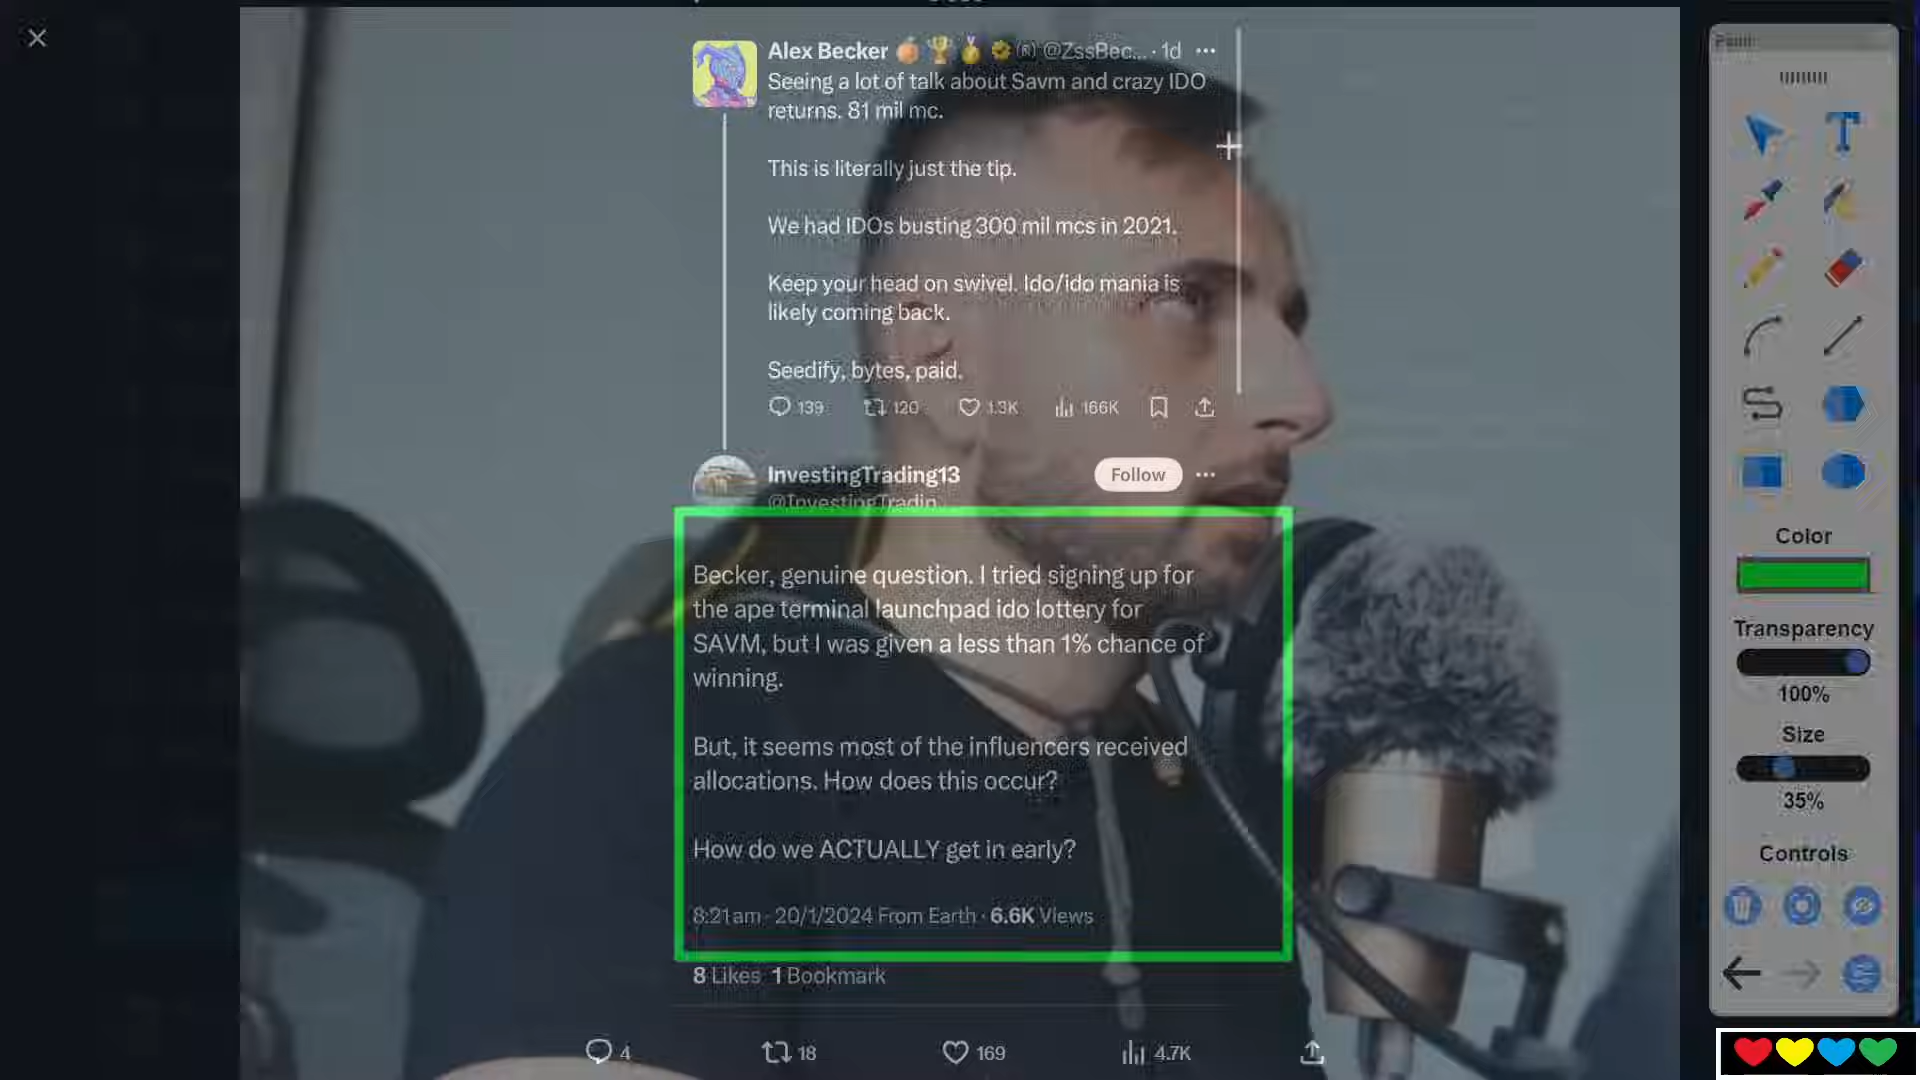 Alex Becker @ZssBec... · 1d
Seeing a lot of talk about Savm and crazy IDO
returns. 81 mil mc.
This is literally just the tip.
We had IDOs busting 300 mil mcs in 2021.
Keep your head on swivel. Ido/ido mania is
likely coming back.
Seedify, bytes, paid.
139 120 1.3K 166K
InvestingTrading13 Follow
@InvestingTradin
Becker, genuine question. I tried signing up for
the ape terminal launchpad ido lottery for
SAVM, but I was given a less than 1% chance of
winning.
But, it seems most of the influencers received
allocations. How does this occur?
How do we ACTUALLY get in early?
8:21 am · 20/1/2024 From Earth · 6.6K Views
8 Likes 1 Bookmark
4 18 169 4.7K
Color
Transparency
100%
Size
35%
Controls